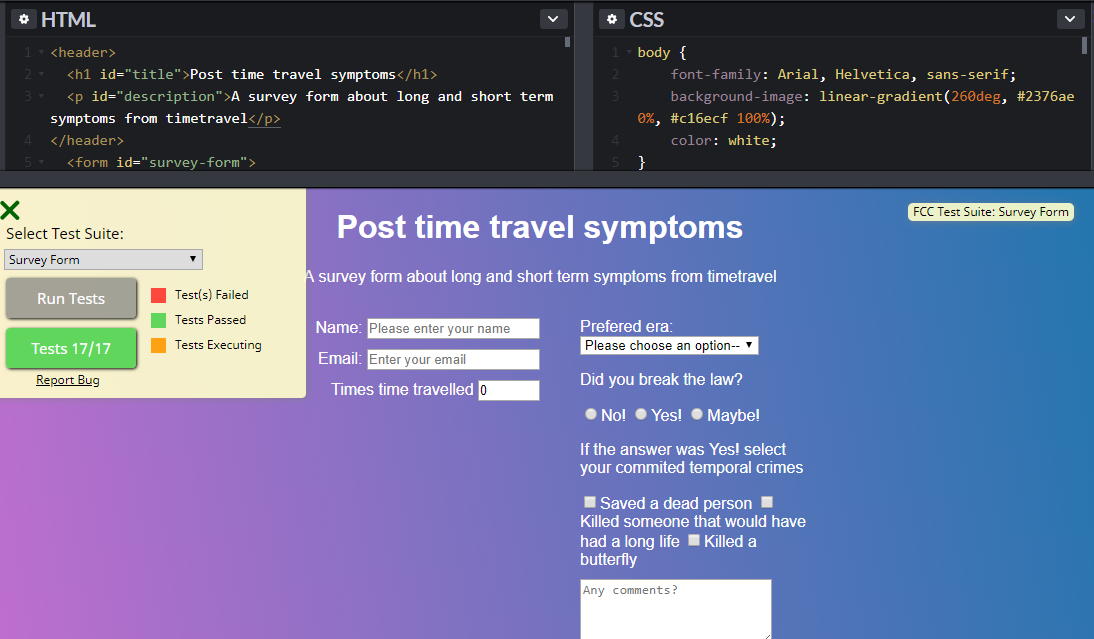 HTML
1 <header>
2 <h1 id="title">Post time travel symptoms</h1>
3 <p id="description">A survey form about long and short term
symptoms from timetravel</p>
4 </header>
5 <form id="survey-form">
CSS
1 body {
2 font-family: Arial, Helvetica, sans-serif;
3 background-image: linear-gradient(260deg, #2376ae
0%, #c16ecf 100%);
4 color: white;
5 }
Select Test Suite:
Survey Form
Run Tests
Tests 17/17
Report Bug
Test(s) Failed
Tests Passed
Tests Executing
FCC Test Suite: Survey Form
Post time travel symptoms
A survey form about long and short term symptoms from timetravel
Name: Please enter your name
Email: Enter your email
Times time travelled 0
Prefered era:
Please choose an option--
Did you break the law?
No! Yes! Maybe!
If the answer was Yes! select
your commited temporal crimes
Saved a dead person
Killed someone that would have
had a long life Killed a
butterfly
Any comments?